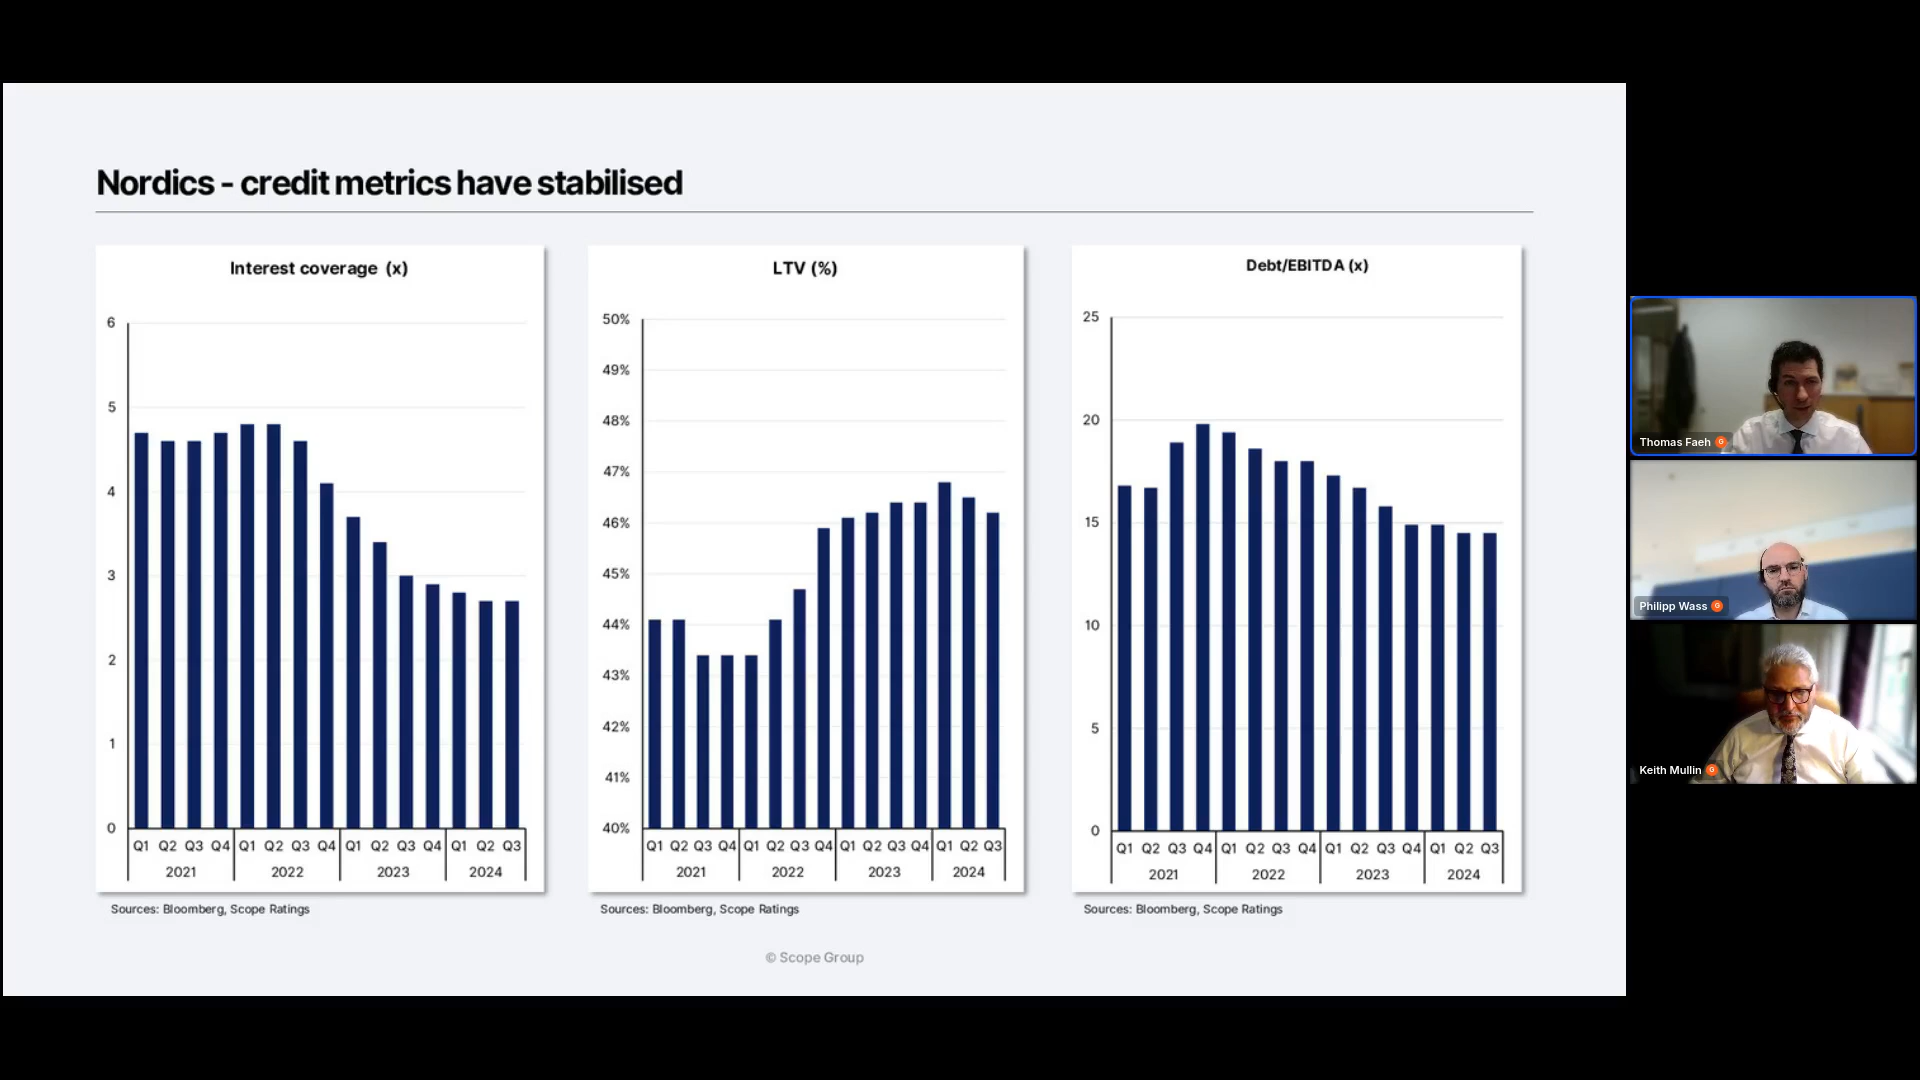 Nordics - credit metrics have stabilised
Interest coverage (x)
6
5
4
3
2
1
0
Q1 Q2 Q3 Q4 Q1 Q2 Q3 Q4 Q1 Q2 Q3 Q4 Q1 Q2 Q3
2021 2022 2023 2024
Sources: Bloomberg, Scope Ratings
LTV (%)
50%
49%
48%
47%
46%
45%
44%
43%
42%
41%
40%
Q1 Q2 Q3 Q4 Q1 Q2 Q3 Q4 Q1 Q2 Q3 Q4 Q1 Q2 Q3
2021 2022 2023 2024
Sources: Bloomberg, Scope Ratings
Debt/EBITDA (x)
25
20
15
10
5
0
Q1 Q2 Q3 Q4 Q1 Q2 Q3 Q4 Q1 Q2 Q3 Q4 Q1 Q2 Q3
2021 2022 2023 2024
Sources: Bloomberg, Scope Ratings
© Scope Group
Thomas Faeh G
Philipp Wass G
Keith Mullin G